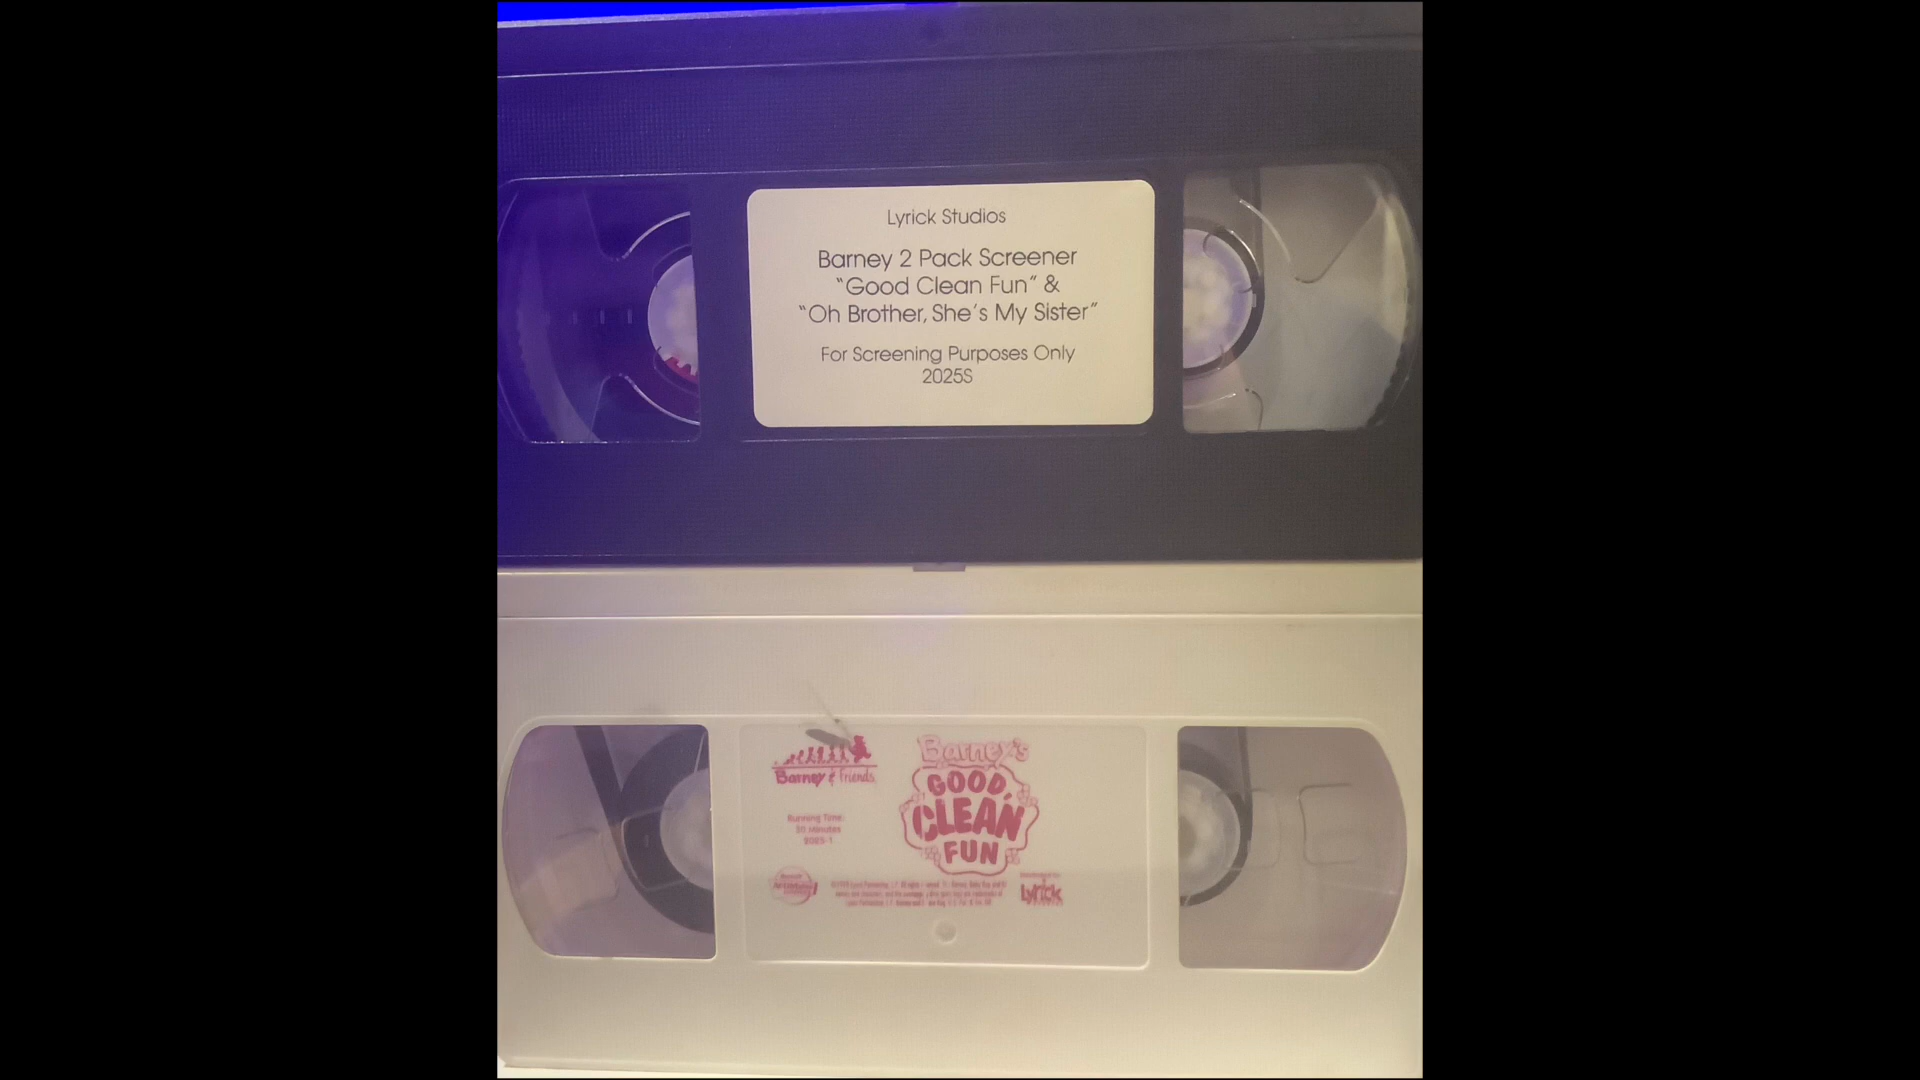 Lyrick Studios
Barney 2 Pack Screener
“Good Clean Fun” &
“Oh Brother, She’s My Sister”
For Screening Purposes Only
2025S
Barney & Friends
Barney's
GOOD,
CLEAN
FUN
Running Time:
30 Minutes
2025-1
Lyrick